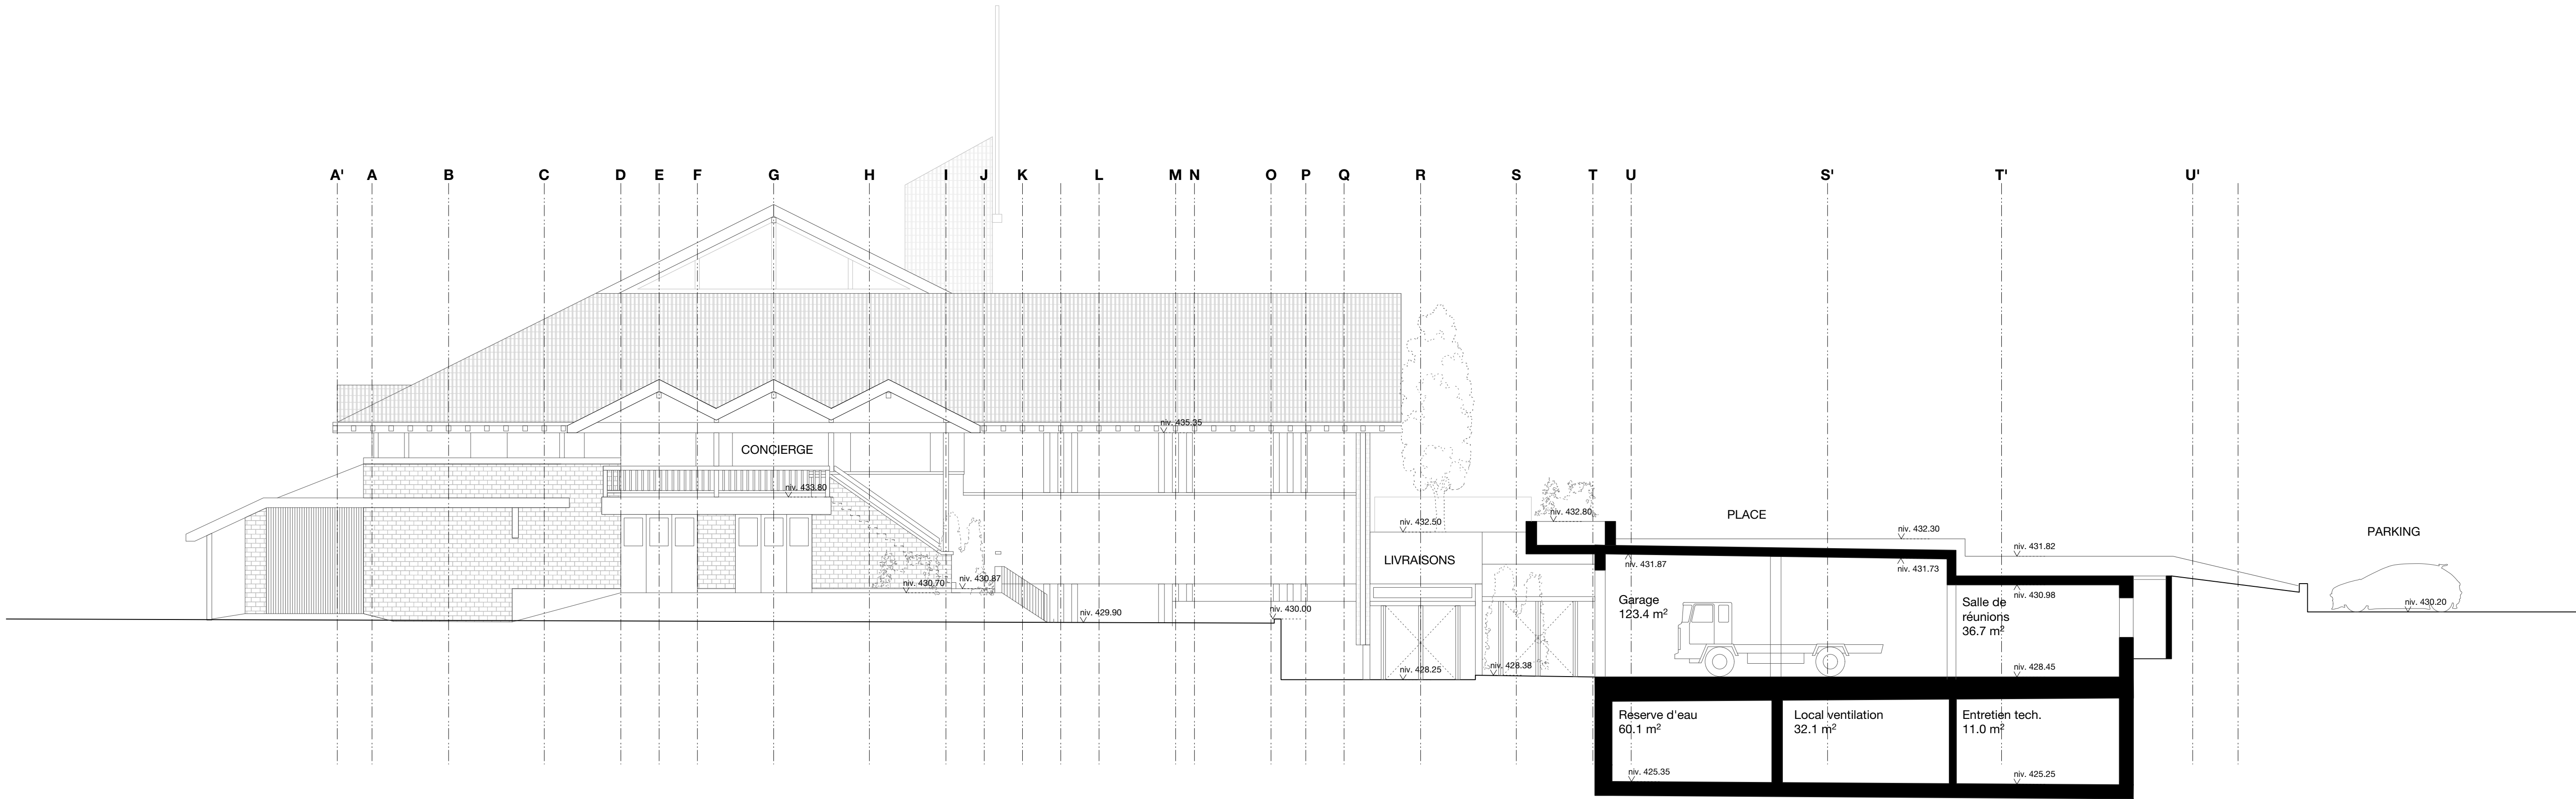 A' A B C D E F G H I J K L M N O P Q R S T U S' T' U'
niv. 435.35
CONCIERGE
niv. 433.80
niv. 432.80
PLACE
niv. 432.50
niv. 432.30
PARKING
niv. 431.82
LIVRAISONS
niv. 431.87
niv. 431.73
niv. 430.70
niv. 430.87
niv. 430.98
niv. 430.20
Garage
123.4 m²
Salle de
réunions
36.7 m²
niv. 429.90
niv. 430.00
niv. 428.25
niv. 428.38
niv. 428.45
Reserve d'eau
60.1 m²
Local ventilation
32.1 m²
Entretien tech.
11.0 m²
niv. 425.35
niv. 425.25